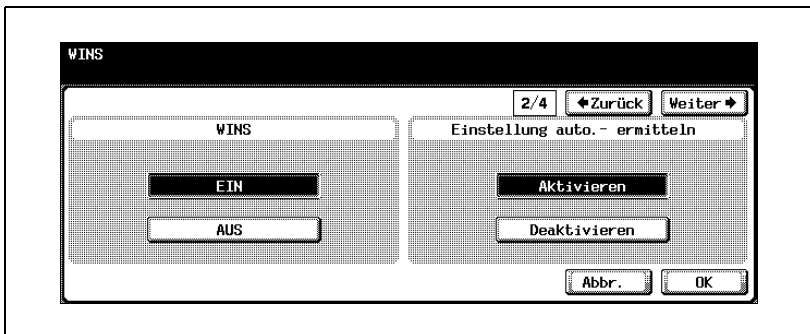 WINS
2/4 ←Zurück Weiter→
WINS Einstellung auto.- ermitteln
EIN Aktivieren
AUS Deaktivieren
Abbr. OK